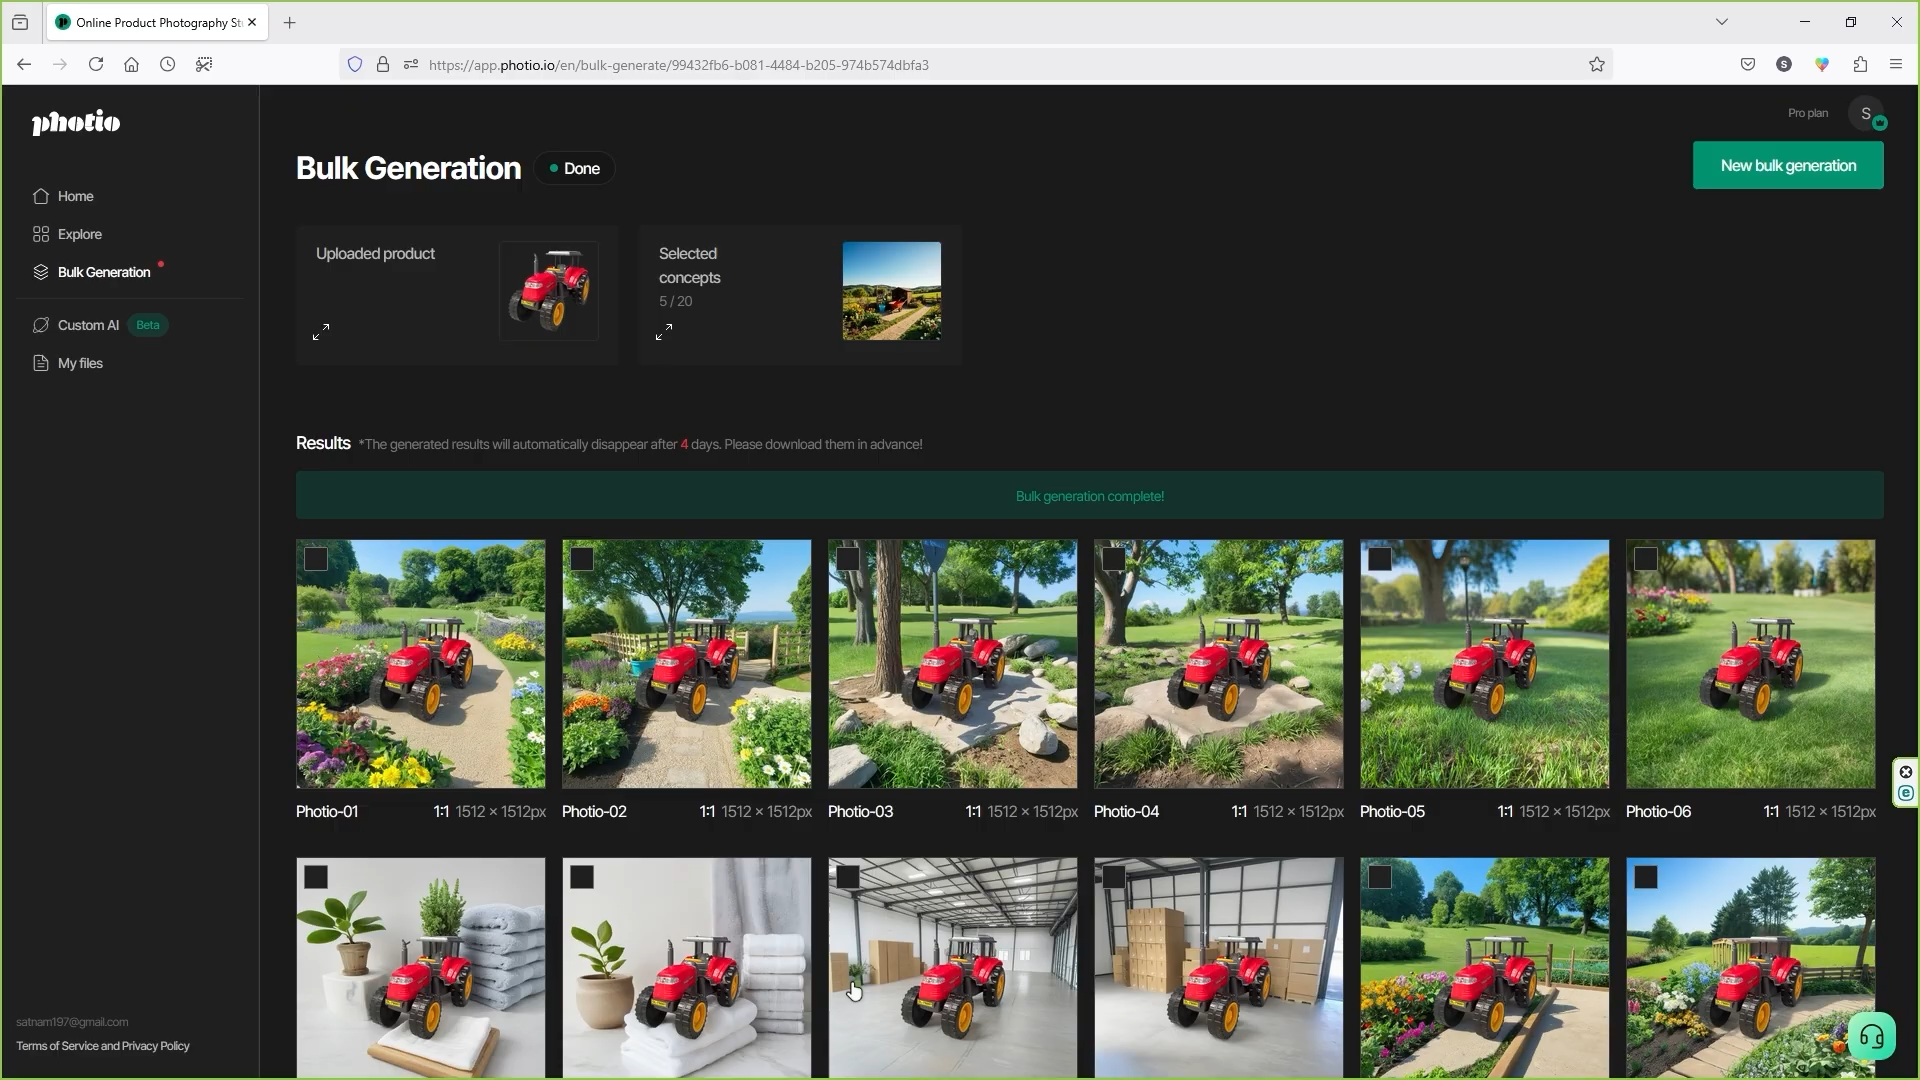 Online Product Photography St
https://app.photio.io/en/bulk-generate/99432fb6-b081-4484-b205-974b574dbfa3
S
photio
Pro plan
S
Home
Explore
Bulk Generation
Custom AI
Beta
My files
Bulk Generation
Done
New bulk generation
Uploaded product
Selected
concepts
5 / 20
Results
*The generated results will automatically disappear after 4 days. Please download them in advance!
Bulk generation complete!
Photio-01
1:1 1512 × 1512px
Photio-02
1:1 1512 × 1512px
Photio-03
1:1 1512 × 1512px
Photio-04
1:1 1512 × 1512px
Photio-05
1:1 1512 × 1512px
Photio-06
1:1 1512 × 1512px
satnam197@gmail.com
Terms of Service and Privacy Policy